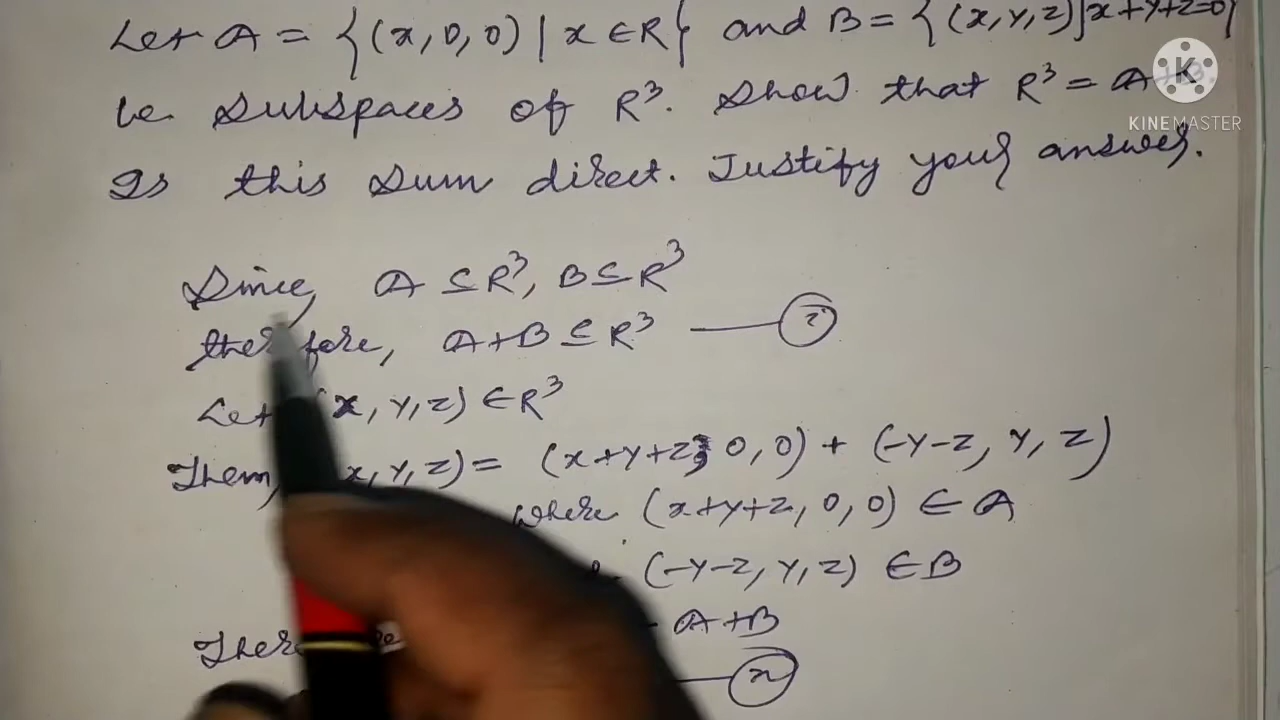 Let A = {(x, 0, 0) | x ∈ R} and B = {(x, y, z) | x+y+z=0}
be subspaces of R³. Show that R³ = A
KINEMASTER
Is this sum direct. Justify your answer.
Since, A ⊆ R³, B ⊆ R³
therefore, A+B ⊆ R³
Let (x, y, z) ∈ R³
Then, x, y, z) = (x+y+z, 0, 0) + (-y-z, y, z)
where (x+y+z, 0, 0) ∈ A
(-y-z, y, z) ∈ B
A+B